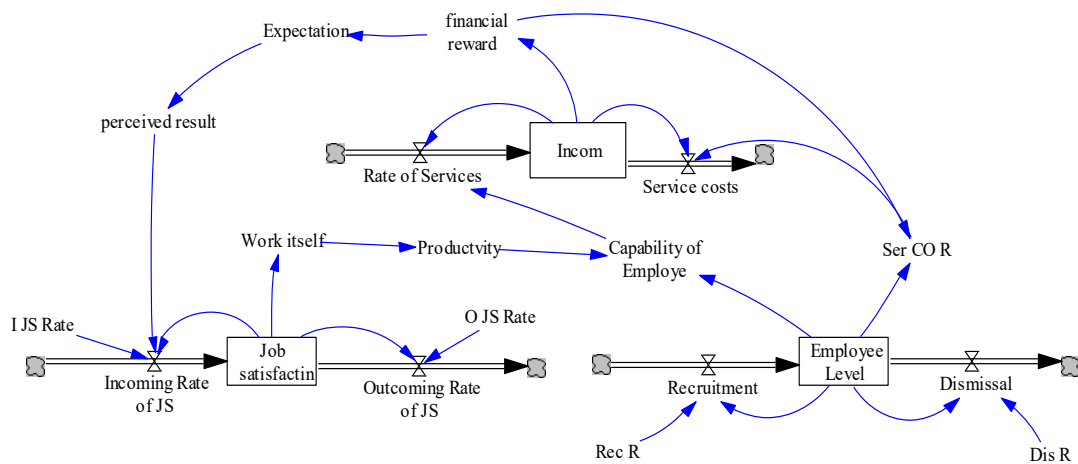 Expectation
financial
reward
perceived result
Incom
Rate of Services
Service costs
Work itself
Productvity
Capability of
Employe
Ser CO R
I JS Rate
O JS Rate
Job
satisfactin
Employee
Level
Incoming Rate
of JS
Outcoming Rate
of JS
Recruitment
Dismissal
Rec R
Dis R